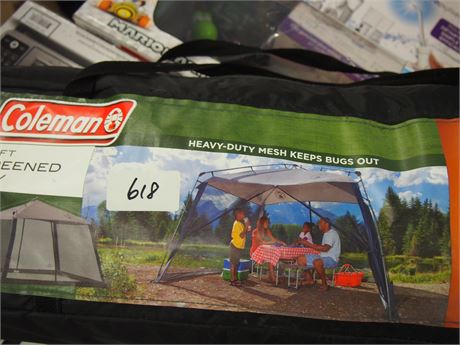 MARIO
Coleman
HEAVY-DUTY MESH KEEPS BUGS OUT
FT
EENED
618